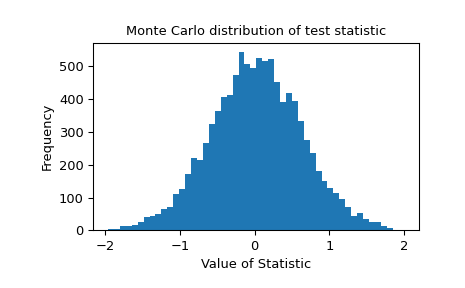 Monte Carlo distribution of test statistic
500
400
300
200
100
0
Frequency
−2 −1 0 1 2
Value of Statistic